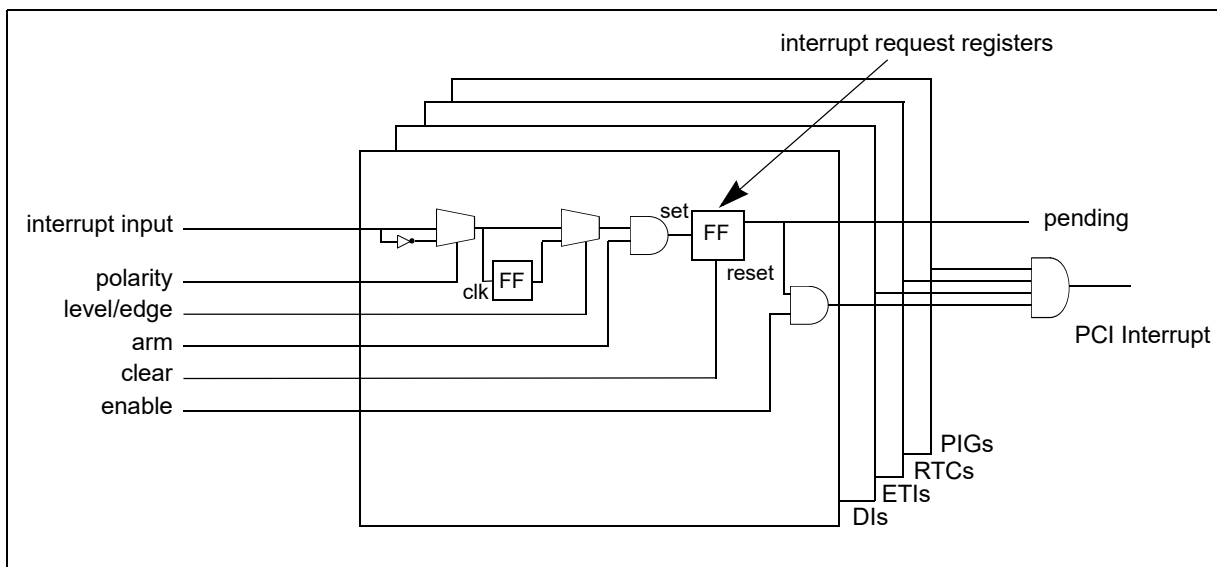 interrupt request registers
interrupt input
set
FF
pending
reset
polarity
clk
FF
level/edge
arm
PCI Interrupt
clear
enable
PIGs
RTCs
ETIs
DIs